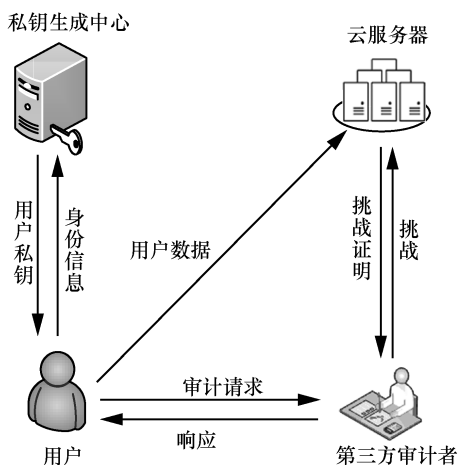 私钥生成中心
云服务器
用户私钥
身份信息
用户数据
挑战证明
挑战
审计请求
响应
用户
第三方审计者